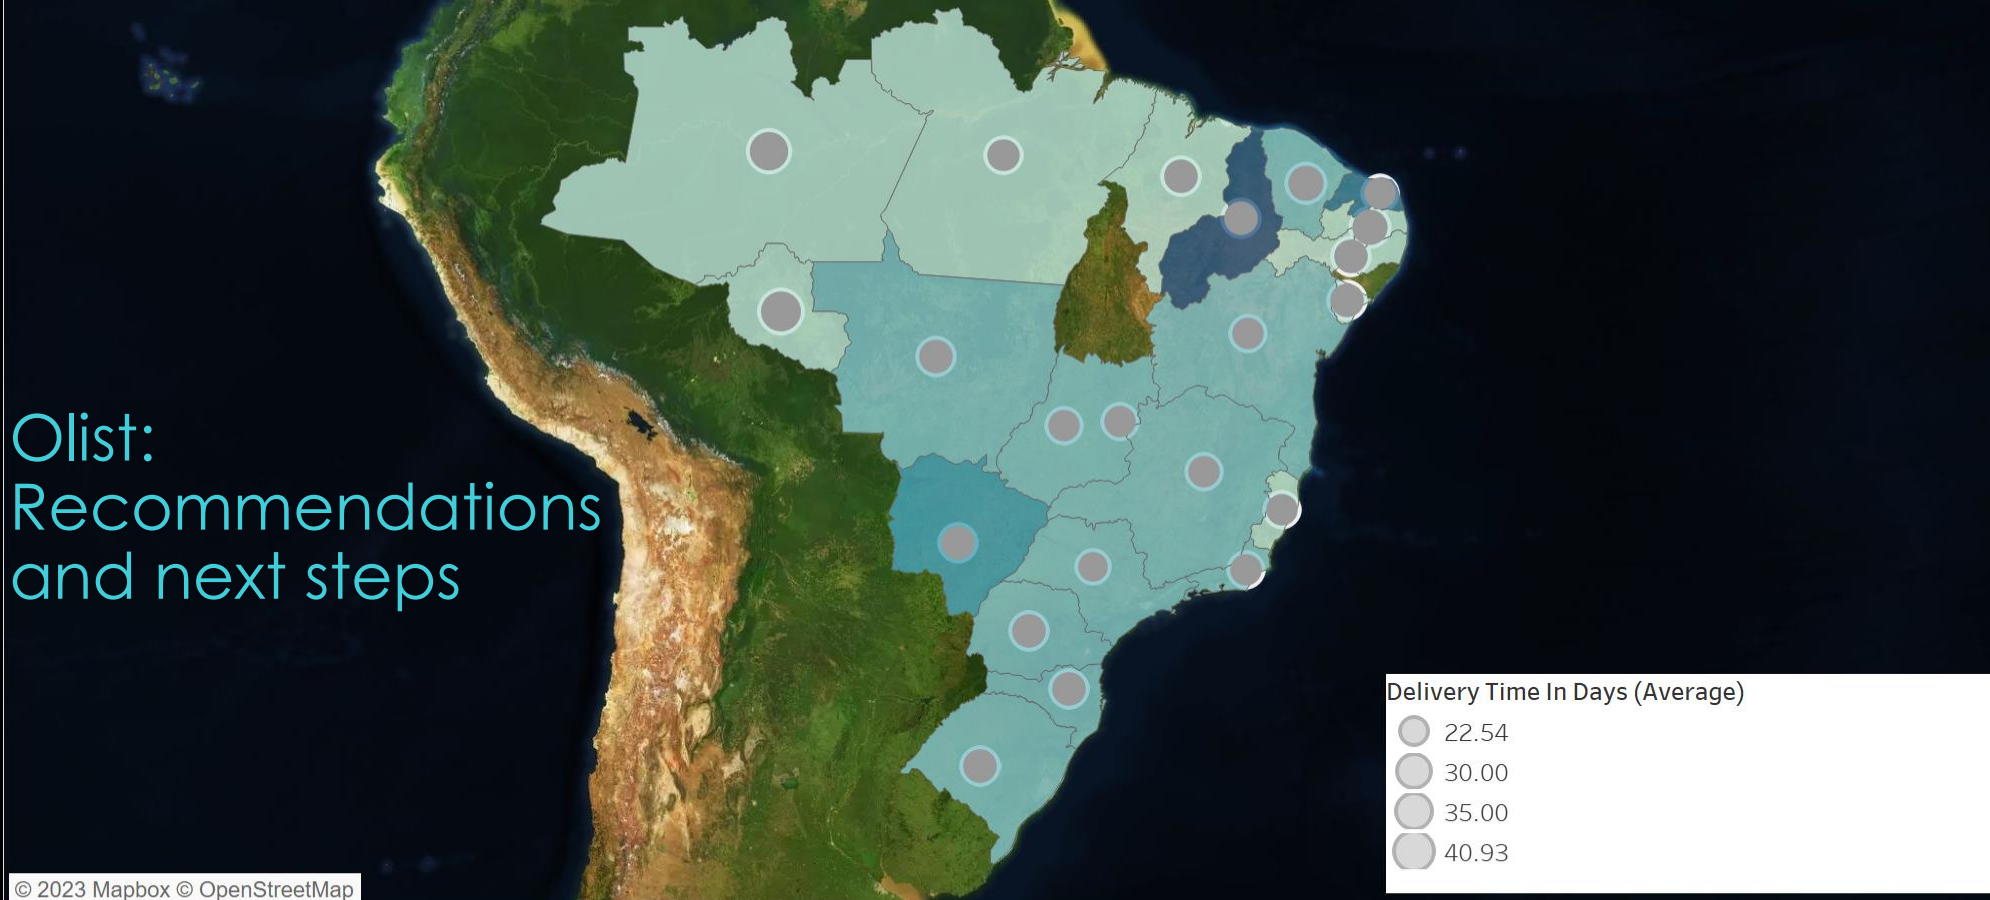 Olist:
Recommendations
and next steps
Delivery Time In Days (Average)
22.54
30.00
35.00
40.93
© 2023 Mapbox © OpenStreetMap